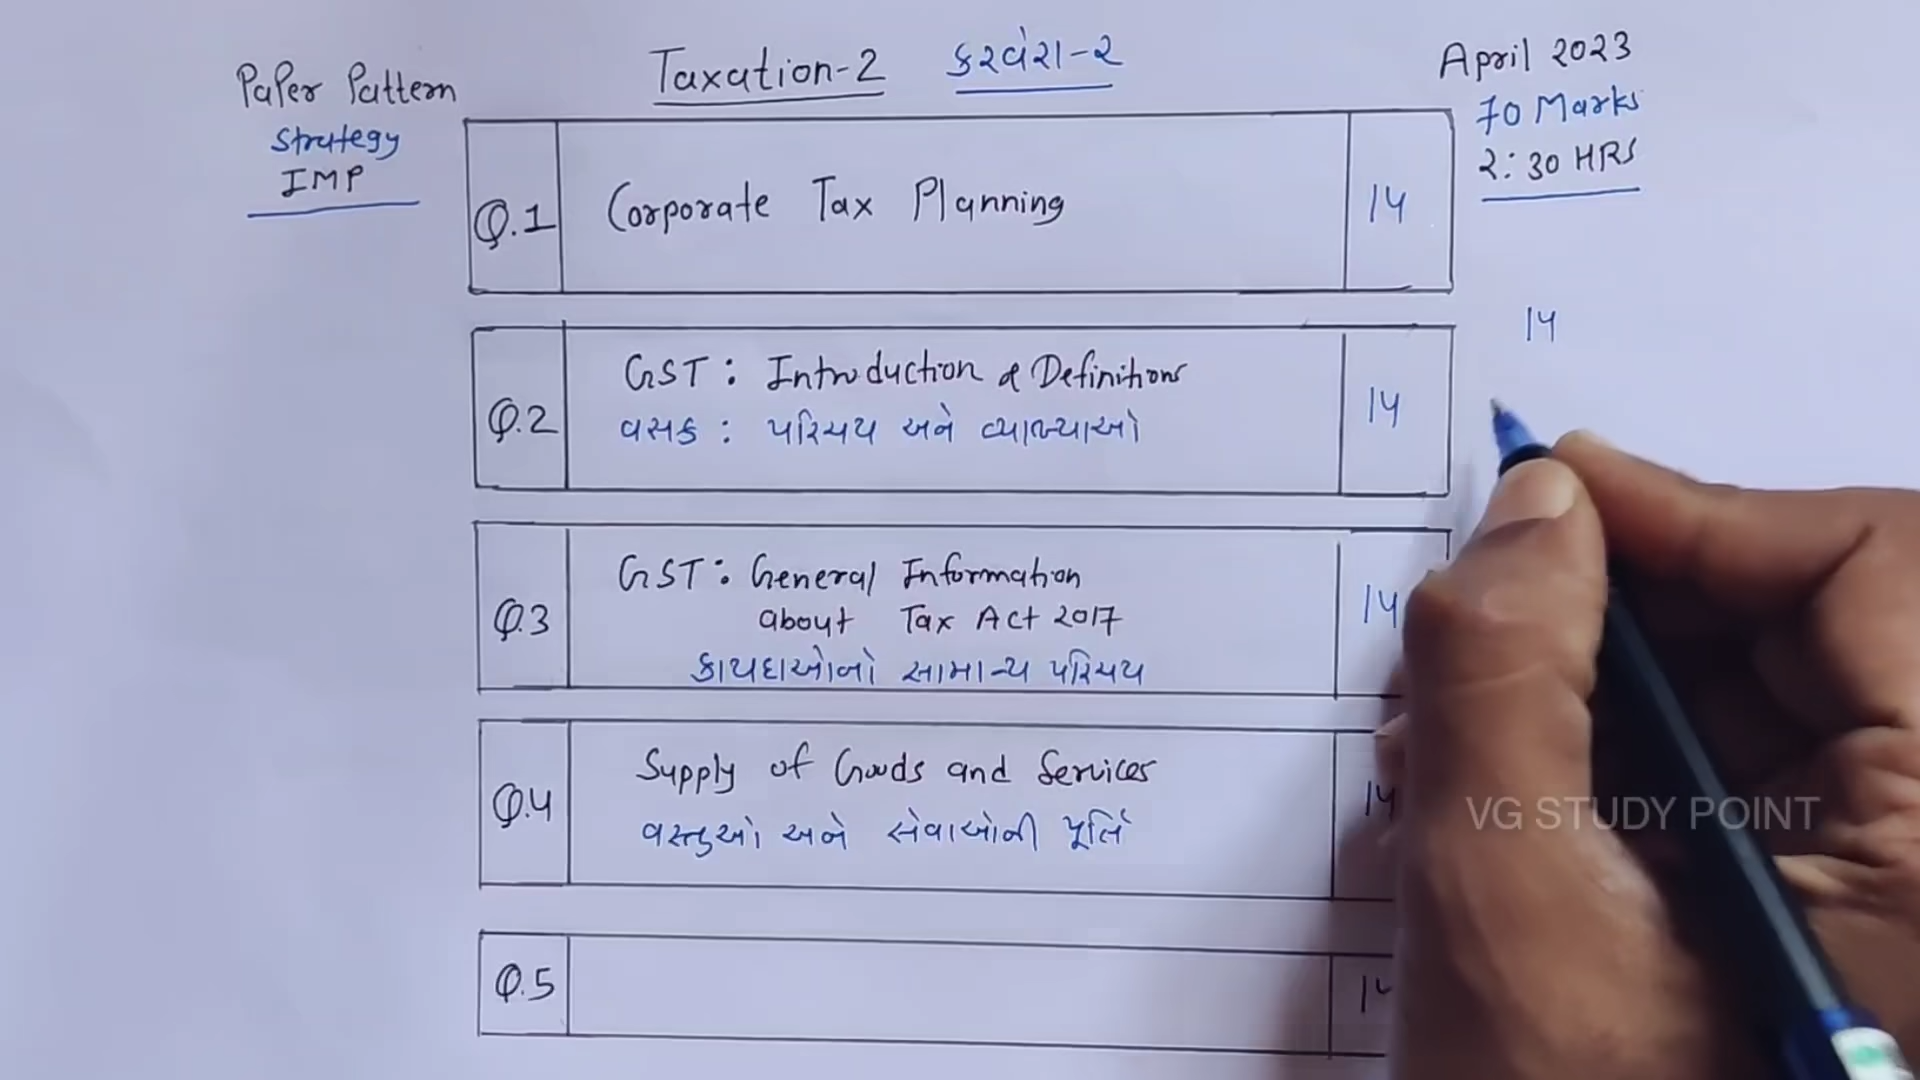 Paper Pattern
Strategy
IMP
Taxation-2 કરવેરા-૨
April 2023
70 Marks
2:30 HRS
Q.1 Corporate Tax Planning 14
14
Q.2 GST: Introduction & Definitions 14
વસક : પરિચય અને વ્યાખ્યાઓ
Q.3 GST: General Information 14
about Tax Act 2017
કાયદાઓનો સામાન્ય પરિચય
Q.4 Supply of Goods and Services 14
વસ્તુઓ અને સેવાઓની પૂર્તિ
VG STUDY POINT
Q.5 14